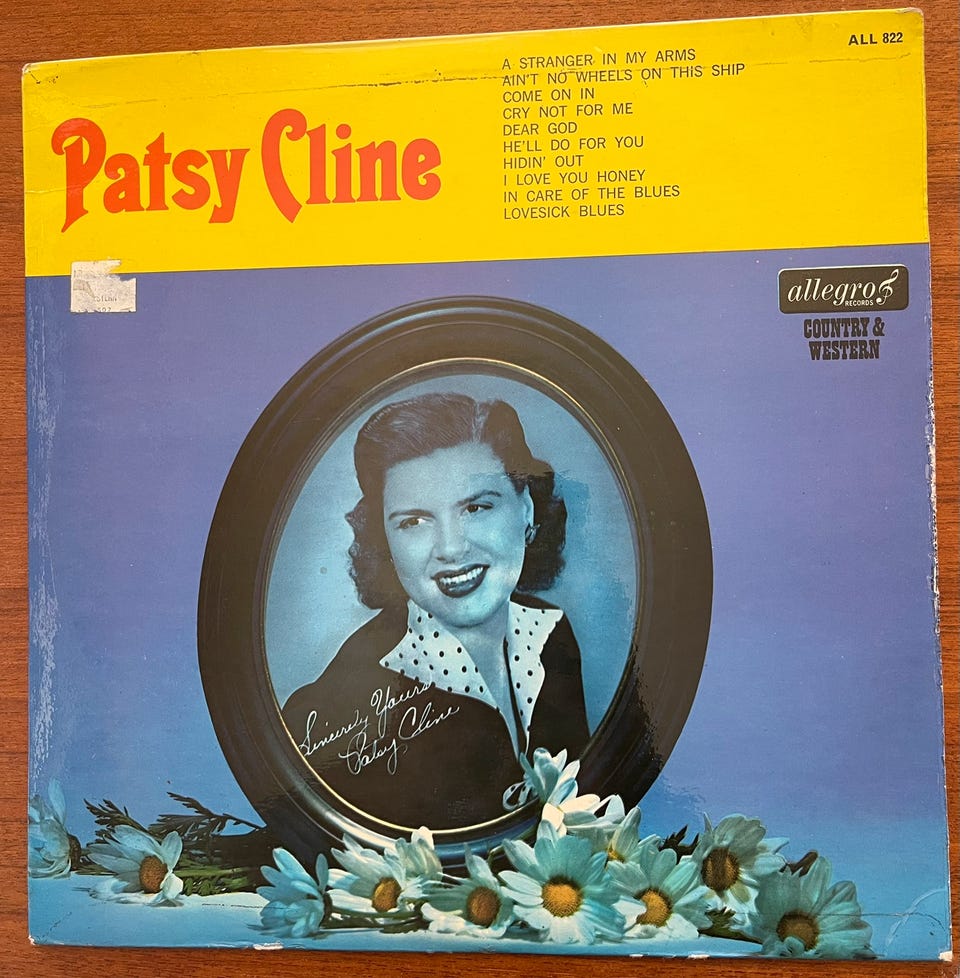 ALL 822
A STRANGER IN MY ARMS
AIN'T NO WHEELS ON THIS SHIP
COME ON IN
CRY NOT FOR ME
DEAR GOD
HE'LL DO FOR YOU
HIDIN' OUT
I LOVE YOU HONEY
IN CARE OF THE BLUES
LOVESICK BLUES
Patsy Cline
allegro
RECORDS
COUNTRY &
WESTERN
Sincerely Yours
Patsy Cline